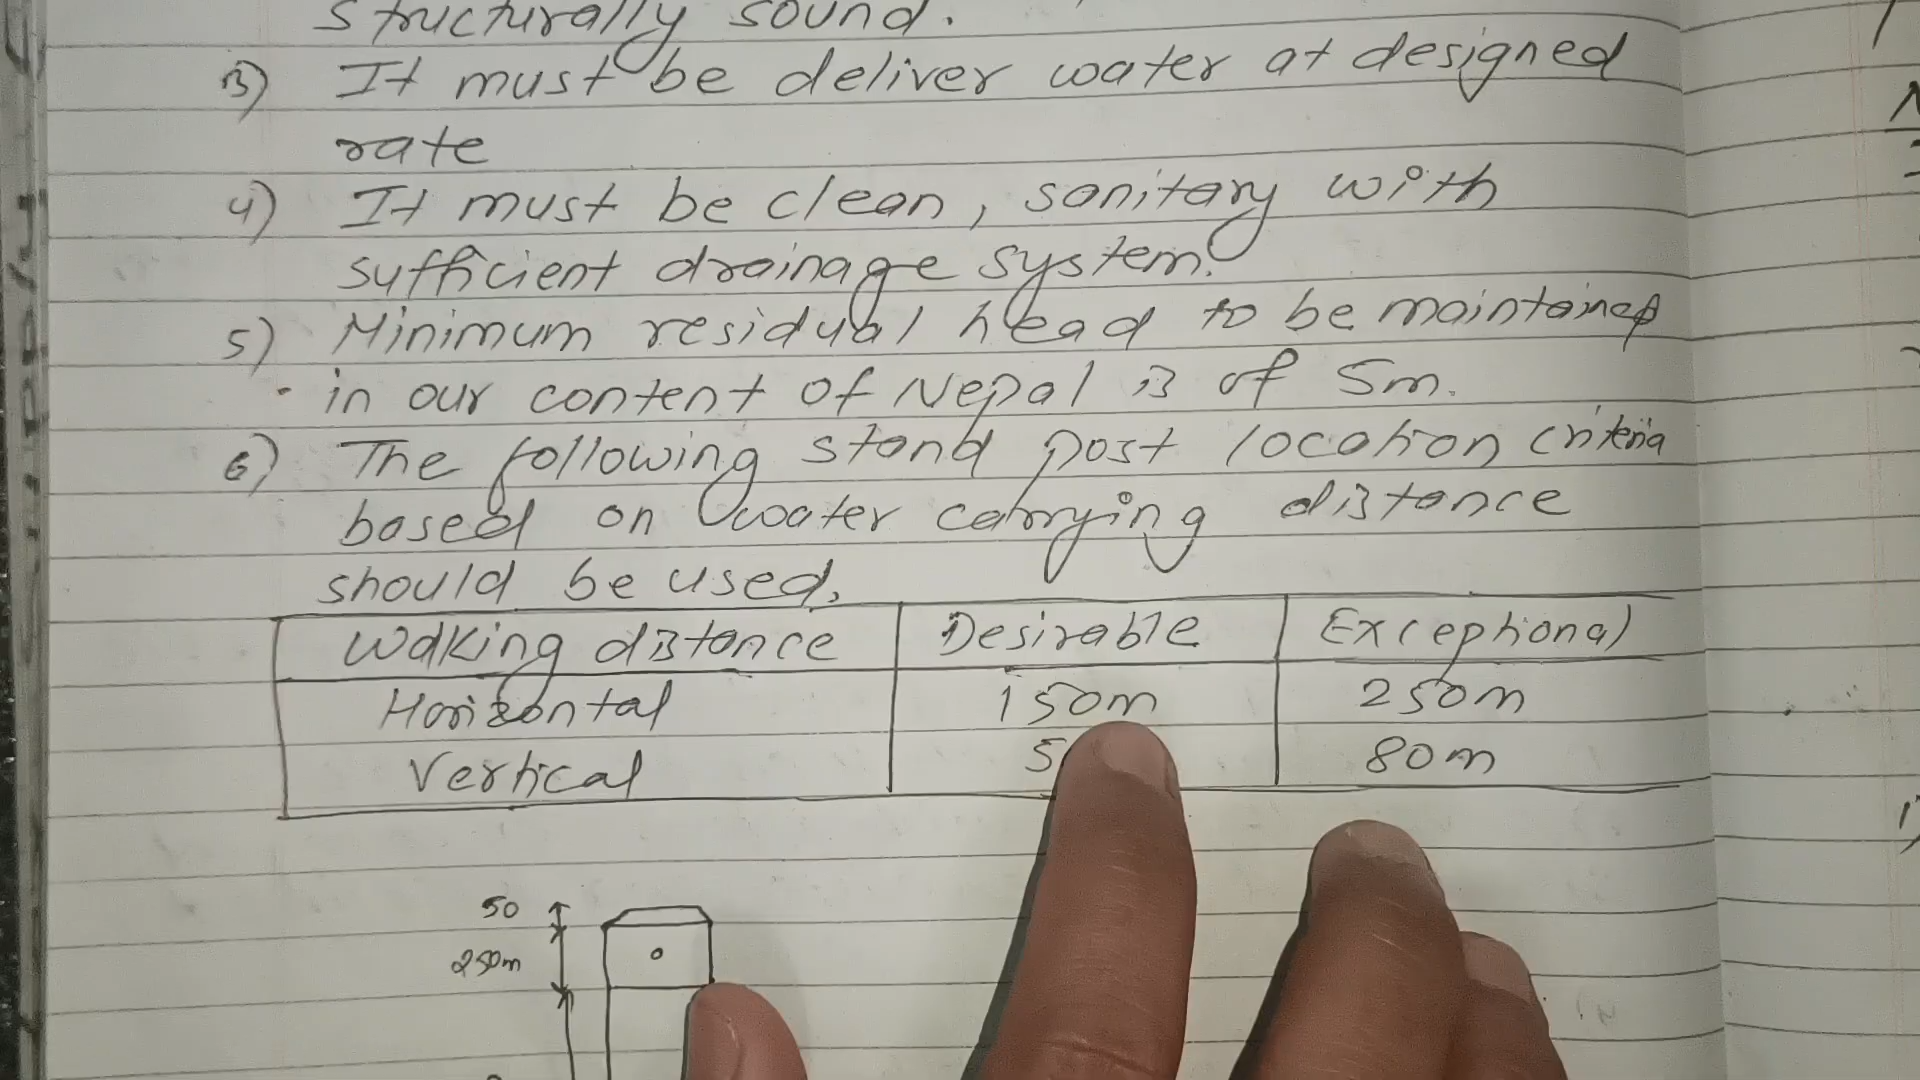 structurally sound.
3) It must be deliver water at designed
rate
4) It must be clean, sanitary with
sufficient drainage system.
5) Minimum residual head to be maintained
in our content of Nepal is of 5m.
6) The following stand post location criteria
based on water carrying distance
should be used.
Walking distance Desirable Exceptional
Horizontal 150m 250m
Vertical 5 80m
50
250m